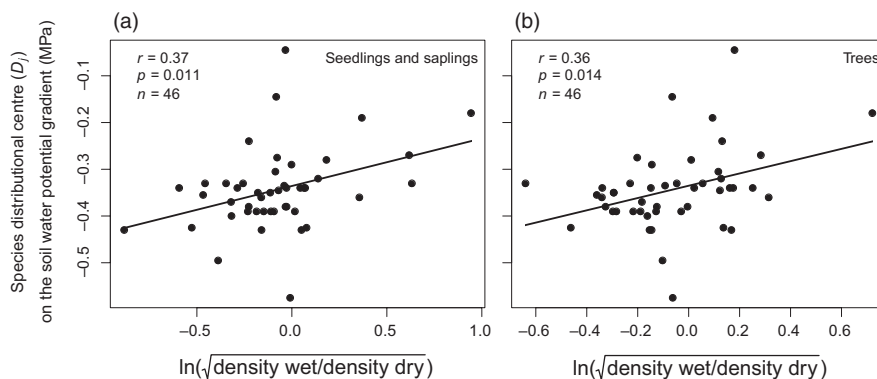 (a)
r = 0.37
p = 0.011
n = 46
Seedlings and saplings
(b)
r = 0.36
p = 0.014
n = 46
Trees
Species distributional centre (Dj)
on the soil water potential gradient (MPa)
−0.1
−0.2
−0.3
−0.4
−0.5
−0.5 0.0 0.5 1.0
−0.6 −0.4 −0.2 0.0 0.2 0.4 0.6
ln(√density wet/density dry)
ln(√density wet/density dry)